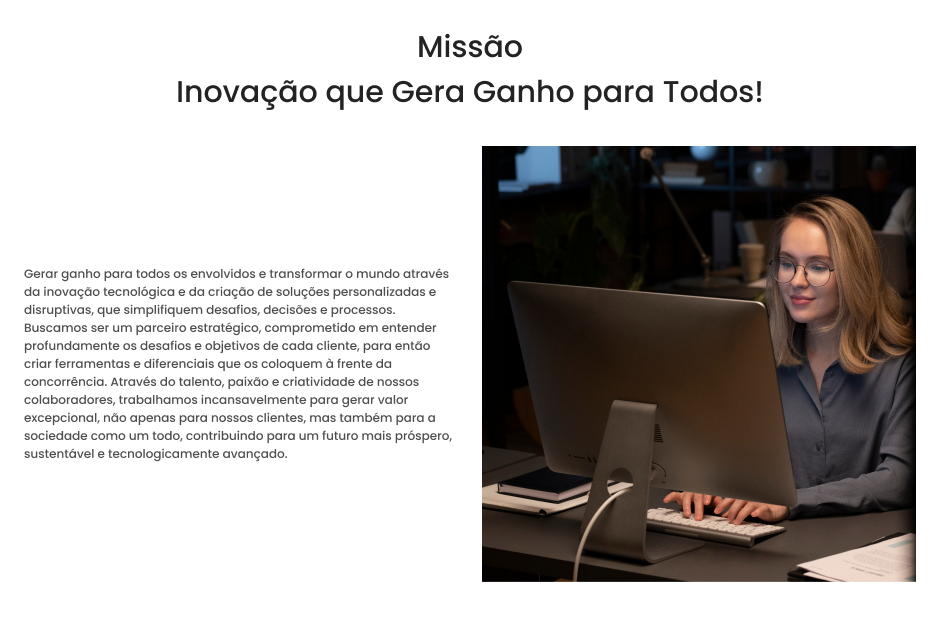 Missão
Inovação que Gera Ganho para Todos!
Gerar ganho para todos os envolvidos e transformar o mundo através
da inovação tecnológica e da criação de soluções personalizadas e
disruptivas, que simplifiquem desafios, decisões e processos.
Buscamos ser um parceiro estratégico, comprometido em entender
profundamente os desafios e objetivos de cada cliente, para então
criar ferramentas e diferenciais que os coloquem à frente da
concorrência. Através do talento, paixão e criatividade de nossos
colaboradores, trabalhamos incansavelmente para gerar valor
excepcional, não apenas para nossos clientes, mas também para a
sociedade como um todo, contribuindo para um futuro mais próspero,
sustentável e tecnologicamente avançado.